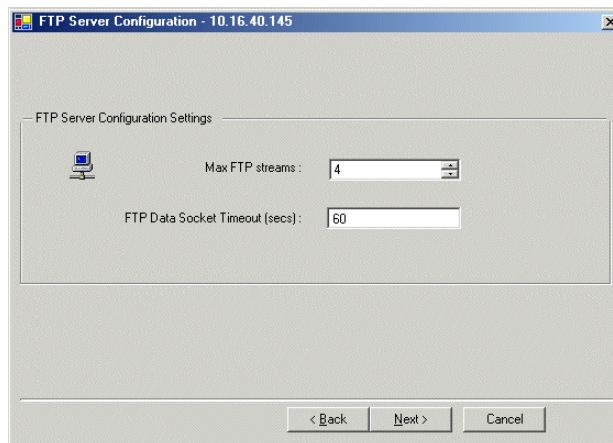 FTP Server Configuration - 10.16.40.145
FTP Server Configuration Settings
Max FTP streams : 4
FTP Data Socket Timeout (secs) : 60
< Back Next > Cancel